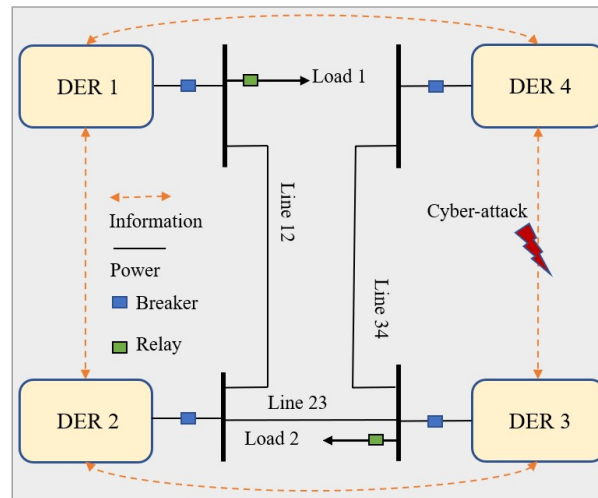 DER 1
Load 1
DER 4
Line 12
Cyber-attack
Information
Power
Line 34
Breaker
Relay
DER 2
Line 23
Load 2
DER 3